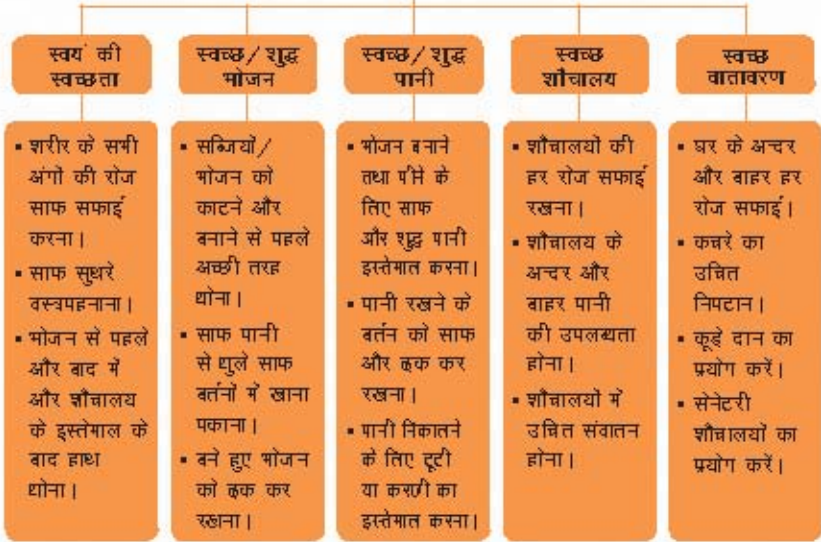 स्वयं की
स्वच्छता
शरीर के सभी
अंगों की रोज
साफ सफाई
करना।
साफ सुथरे
वस्त्रपहनाना।
भोजन से पहले
और बाद में
और शौचालय
के इस्तेमाल के
बाद हाथ
धोना।
स्वच्छ/ शुद्ध
भोजन
सब्जियों/
भोजन को
काटने और
बनाने से पहले
अच्छी तरह
धोना।
साफ पानी
से धुले साफ
बर्तनों में खाना
पकाना।
बने हुए भोजन
को ढक कर
रखना।
स्वच्छ/ शुद्ध
पानी
भोजन बनाने
तथा पीने के
लिए साफ
और शुद्ध पानी
इस्तेमाल करना।
पानी रखने के
बर्तन को साफ
और ढक कर
रखना।
पानी निकालने
के लिए टूटी
या करछी का
इस्तेमाल करना।
स्वच्छ
शौचालय
शौचालयों की
हर रोज सफाई
रखना।
शौचालय के
अन्दर और
बाहर पानी
की उपलब्धता
होना।
शौचालयों में
उचित संवातन
होना।
स्वच्छ
वातावरण
घर के अन्दर
और बाहर हर
रोज सफाई।
कचरे का
उचित
निपटान।
कूड़े दान का
प्रयोग करें।
सेनेटरी
शौचालयों का
प्रयोग करें।